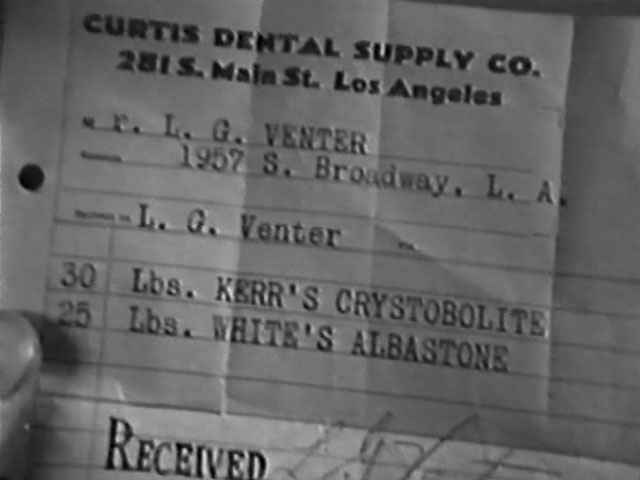 CURTIS DENTAL SUPPLY CO.
281 S. Main St. Los Angeles
r. L. G. VENTER
1957 S. Broadway, L. A.
L. G. Venter
30 Lbs. KERR'S CRYSTOBOLITE
25 Lbs. WHITE'S ALBASTONE
RECEIVED